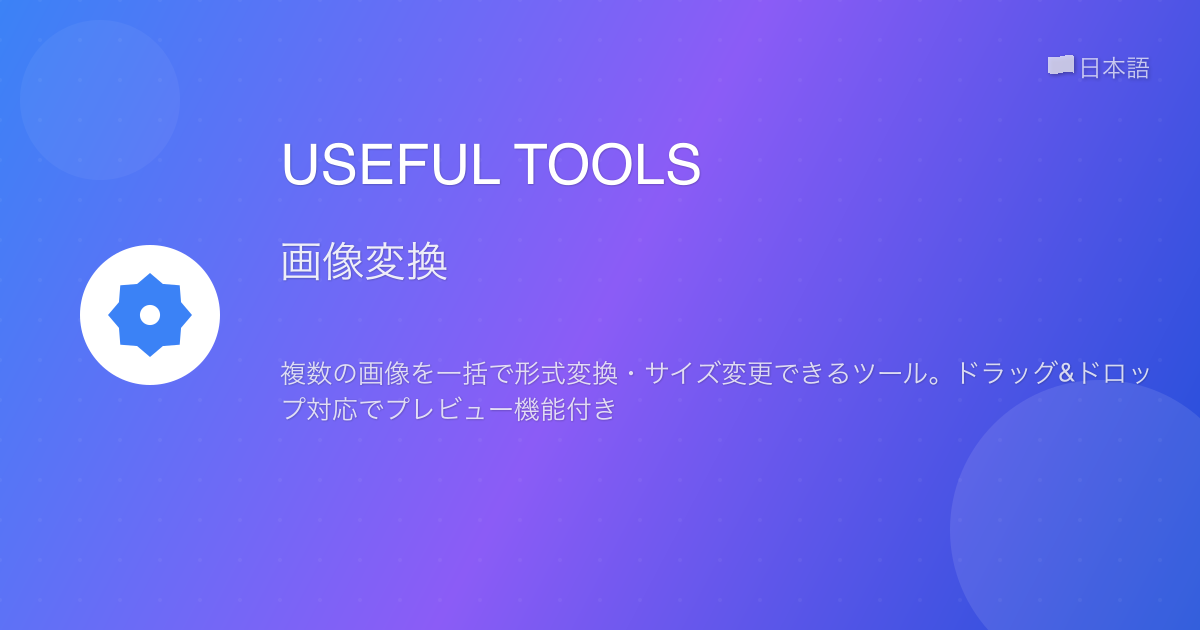 日本語
USEFUL TOOLS
画像変換
複数の画像を一括で形式変換・サイズ変更できるツール。ドラッグ&ドロッ
プ対応でプレビュー機能付き